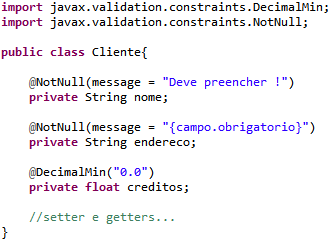 import javax.validation.constraints.DecimalMin;
import javax.validation.constraints.NotNull;
public class Cliente{
@NotNull(message = "Deve preencher !")
private String nome;
@NotNull(message = "{campo.obrigatorio}")
private String endereco;
@DecimalMin("0.0")
private float creditos;
//setter e getters...
}